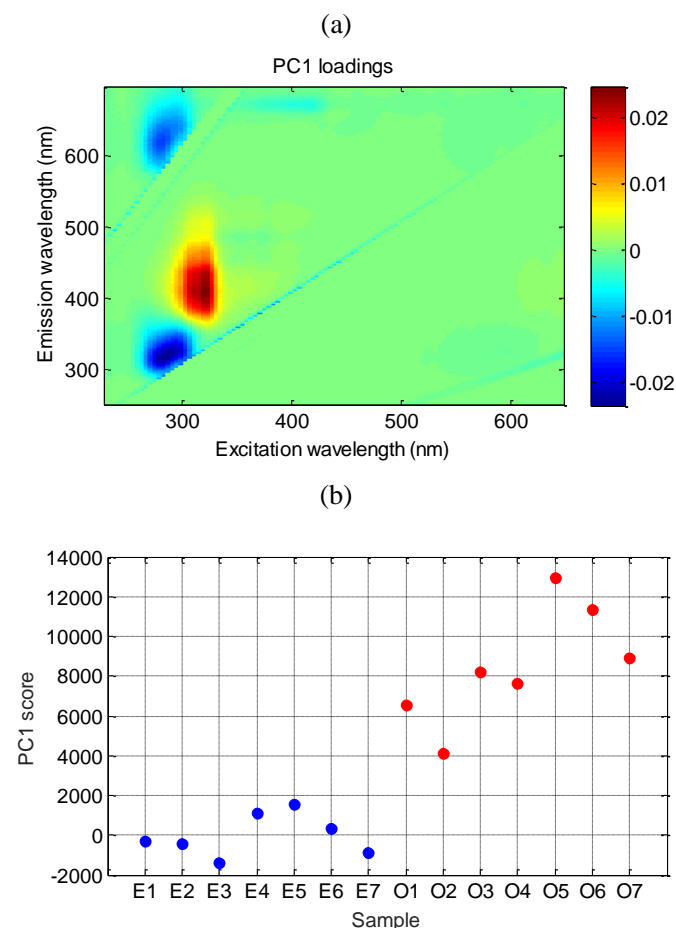 (a)
PC1 loadings
Emission wavelength (nm)
600
500
400
300
300 400 500 600
Excitation wavelength (nm)
0.02
0.01
0
-0.01
-0.02
(b)
PC1 score
14000
12000
10000
8000
6000
4000
2000
0
-2000
E1 E2 E3 E4 E5 E6 E7 O1 O2 O3 O4 O5 O6 O7
Sample